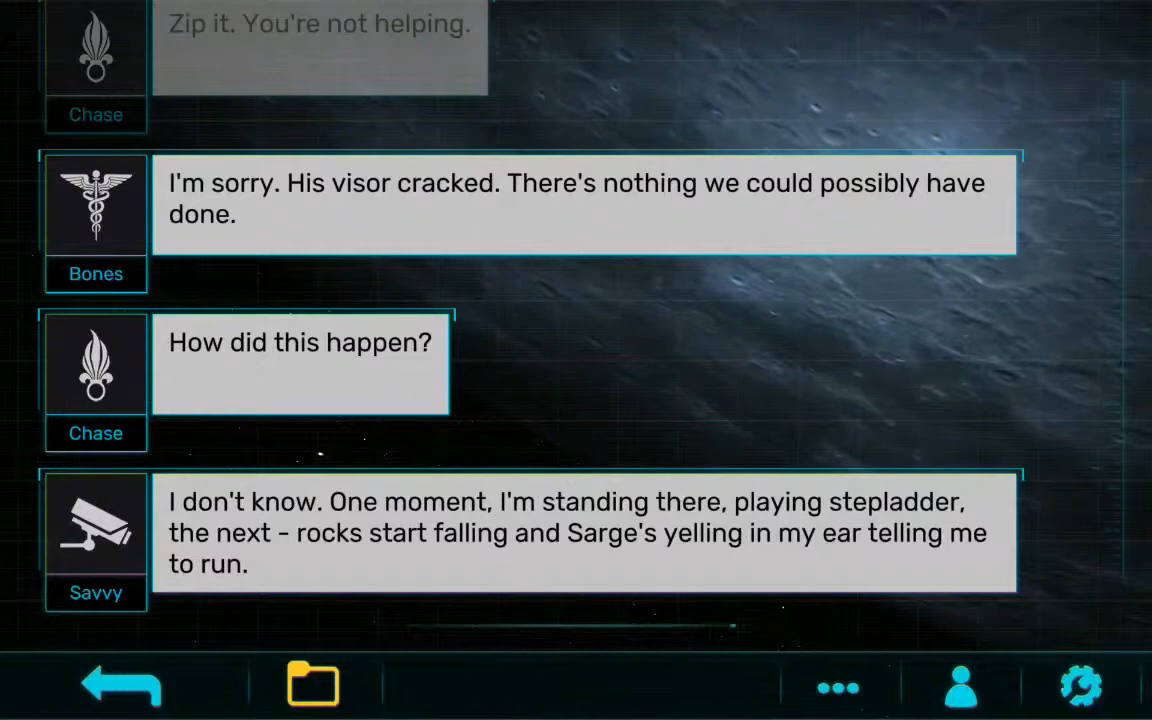 Zip it. You're not helping.
Chase
I'm sorry. His visor cracked. There's nothing we could possibly have
done.
Bones
How did this happen?
Chase
I don't know. One moment, I'm standing there, playing stepladder,
the next - rocks start falling and Sarge's yelling in my ear telling me
to run.
Savvy